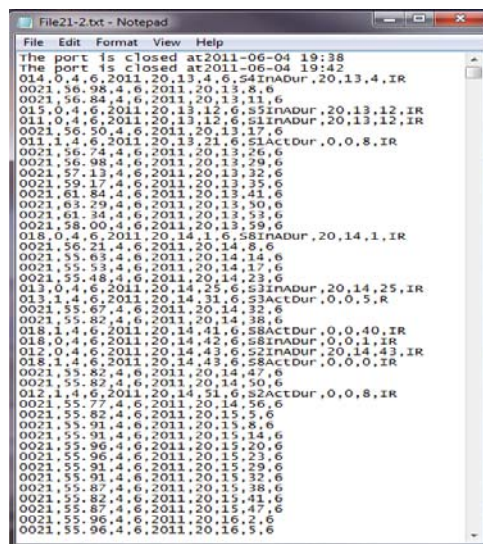 File21-2.txt - Notepad
File Edit Format View Help
The port is closed at2011-06-04 19:38
The port is closed at2011-06-04 19:42
014,0,4,6,2011,20,13,4,6,S4InADur,20,13,4,IR
0021,56.98,4,6,2011,20,13,8,6
0021,56.84,4,6,2011,20,13,11,6
015,0,4,6,2011,20,13,12,6,S5InADur,20,13,12,IR
011,0,4,6,2011,20,13,12,6,S1InADur,20,13,12,IR
0021,56.50,4,6,2011,20,13,17,6
011,1,4,6,2011,20,13,21,6,S1ActDur,0,0,8,IR
0021,56.74,4,6,2011,20,13,26,6
0021,56.98,4,6,2011,20,13,29,6
0021,57.13,4,6,2011,20,13,32,6
0021,59.17,4,6,2011,20,13,35,6
0021,61.84,4,6,2011,20,13,41,6
0021,63.29,4,6,2011,20,13,50,6
0021,61.34,4,6,2011,20,13,53,6
0021,58.00,4,6,2011,20,13,59,6
018,0,4,6,2011,20,14,1,6,S8InADur,20,14,1,IR
0021,56.21,4,6,2011,20,14,8,6
0021,55.63,4,6,2011,20,14,14,6
0021,55.53,4,6,2011,20,14,17,6
0021,55.48,4,6,2011,20,14,23,6
013,0,4,6,2011,20,14,25,6,S3InADur,20,14,25,IR
013,1,4,6,2011,20,14,31,6,S3ActDur,0,0,5,R
0021,55.67,4,6,2011,20,14,32,6
0021,55.82,4,6,2011,20,14,38,6
018,1,4,6,2011,20,14,41,6,S8ActDur,0,0,40,IR
018,0,4,6,2011,20,14,42,6,S8InADur,0,0,1,IR
012,0,4,6,2011,20,14,43,6,S2InADur,20,14,43,IR
018,1,4,6,2011,20,14,43,6,S8ActDur,0,0,0,IR
0021,55.82,4,6,2011,20,14,47,6
0021,55.82,4,6,2011,20,14,50,6
012,1,4,6,2011,20,14,51,6,S2ActDur,0,0,8,IR
0021,55.77,4,6,2011,20,14,56,6
0021,55.82,4,6,2011,20,15,5,6
0021,55.91,4,6,2011,20,15,8,6
0021,55.91,4,6,2011,20,15,14,6
0021,55.96,4,6,2011,20,15,20,6
0021,55.96,4,6,2011,20,15,23,6
0021,55.91,4,6,2011,20,15,29,6
0021,55.91,4,6,2011,20,15,32,6
0021,55.87,4,6,2011,20,15,38,6
0021,55.82,4,6,2011,20,15,41,6
0021,55.87,4,6,2011,20,15,47,6
0021,55.96,4,6,2011,20,16,2,6
0021,55.96,4,6,2011,20,16,5,6